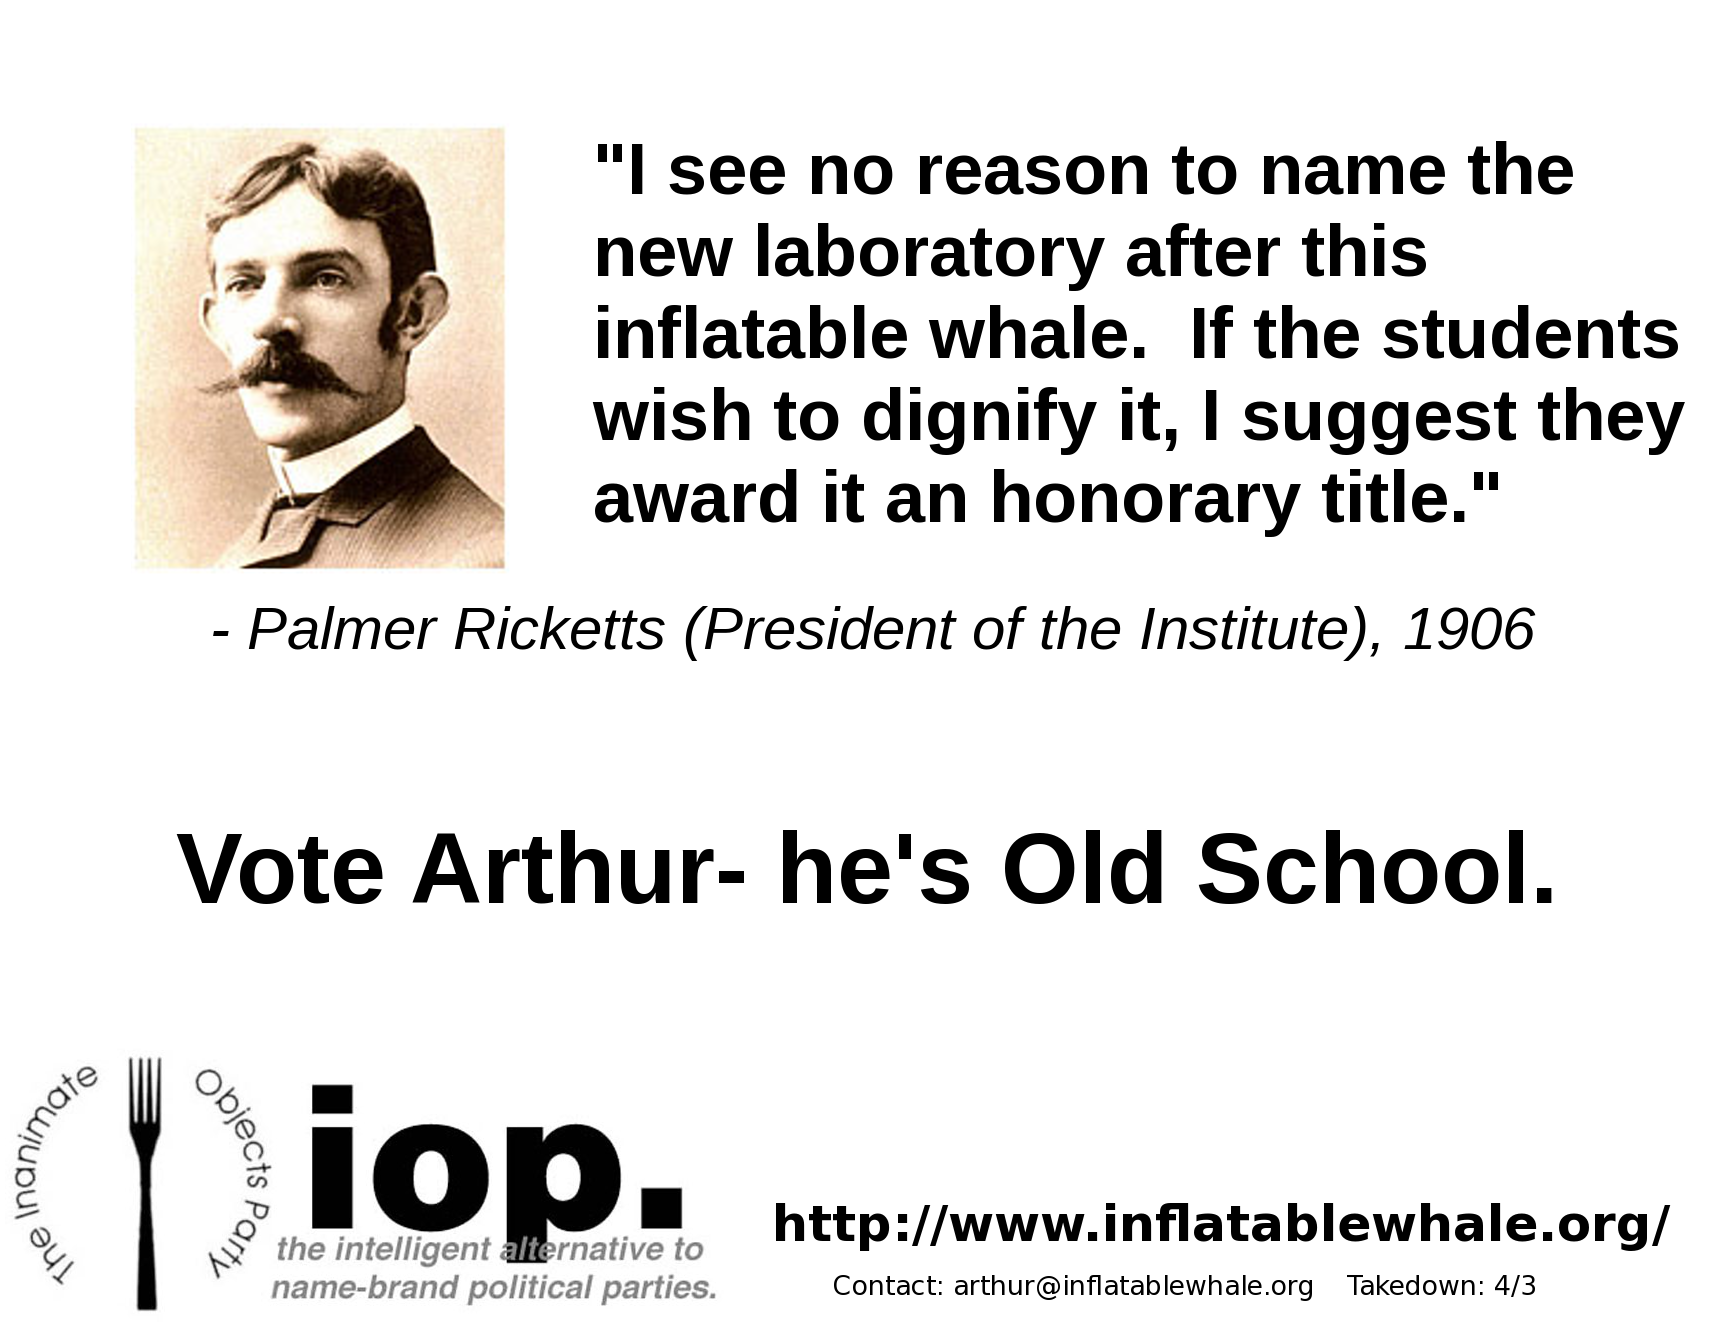 "I see no reason to name the
new laboratory after this
inflatable whale.  If the students
wish to dignify it, I suggest they
award it an honorary title."
- Palmer Ricketts (President of the Institute), 1906
Vote Arthur- he's Old School.
The Inanimate Objects Party
iop.
the intelligent alternative to
name-brand political parties.
http://www.inflatablewhale.org/
Contact: arthur@inflatablewhale.org    Takedown: 4/3